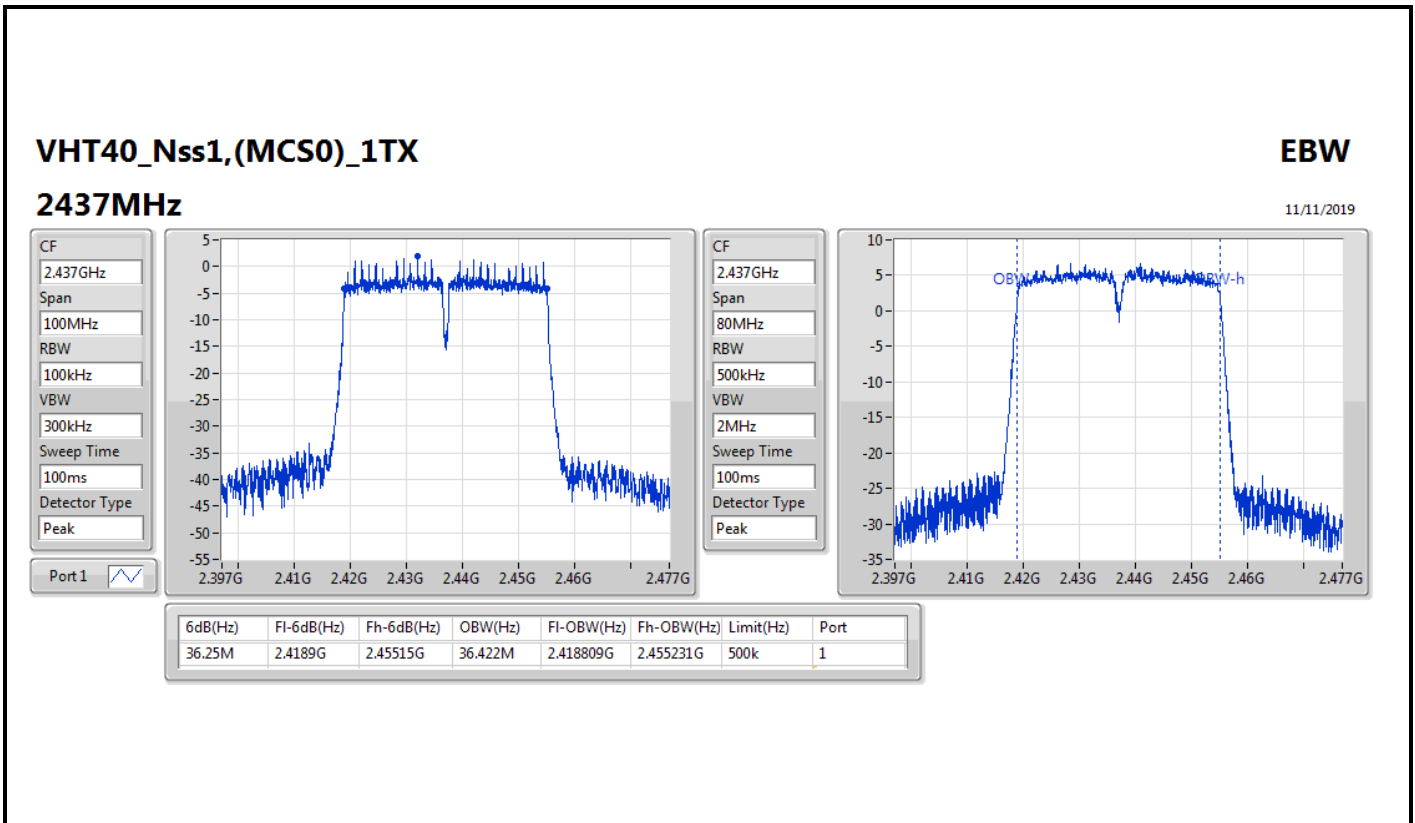 VHT40_Nss1,(MCS0)_1TX
EBW
2437MHz
11/11/2019
CF
2.437GHz
Span
100MHz
RBW
100kHz
VBW
300kHz
Sweep Time
100ms
Detector Type
Peak
Port 1
5
0
-5
-10
-15
-20
-25
-30
-35
-40
-45
-50
-55
2.397G 2.41G 2.42G 2.43G 2.44G 2.45G 2.46G 2.477G
CF
2.437GHz
Span
80MHz
RBW
500kHz
VBW
2MHz
Sweep Time
100ms
Detector Type
Peak
10
5
0
-5
-10
-15
-20
-25
-30
-35
2.397G 2.41G 2.42G 2.43G 2.44G 2.45G 2.46G 2.477G
6dB(Hz) Fl-6dB(Hz) Fh-6dB(Hz) OBW(Hz) Fl-OBW(Hz) Fh-OBW(Hz) Limit(Hz) Port
36.25M 2.4189G 2.45515G 36.422M 2.418809G 2.455231G 500k 1